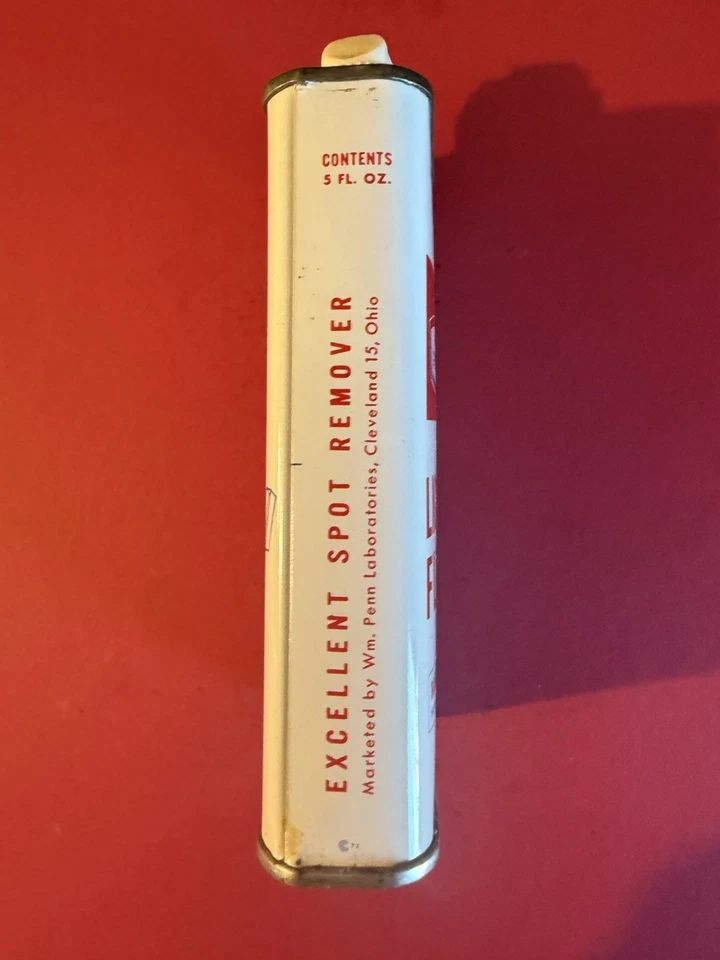 CONTENTS
5 FL. OZ.
EXCELLENT SPOT REMOVER
Marketed by Wm. Penn Laboratories, Cleveland 15, Ohio